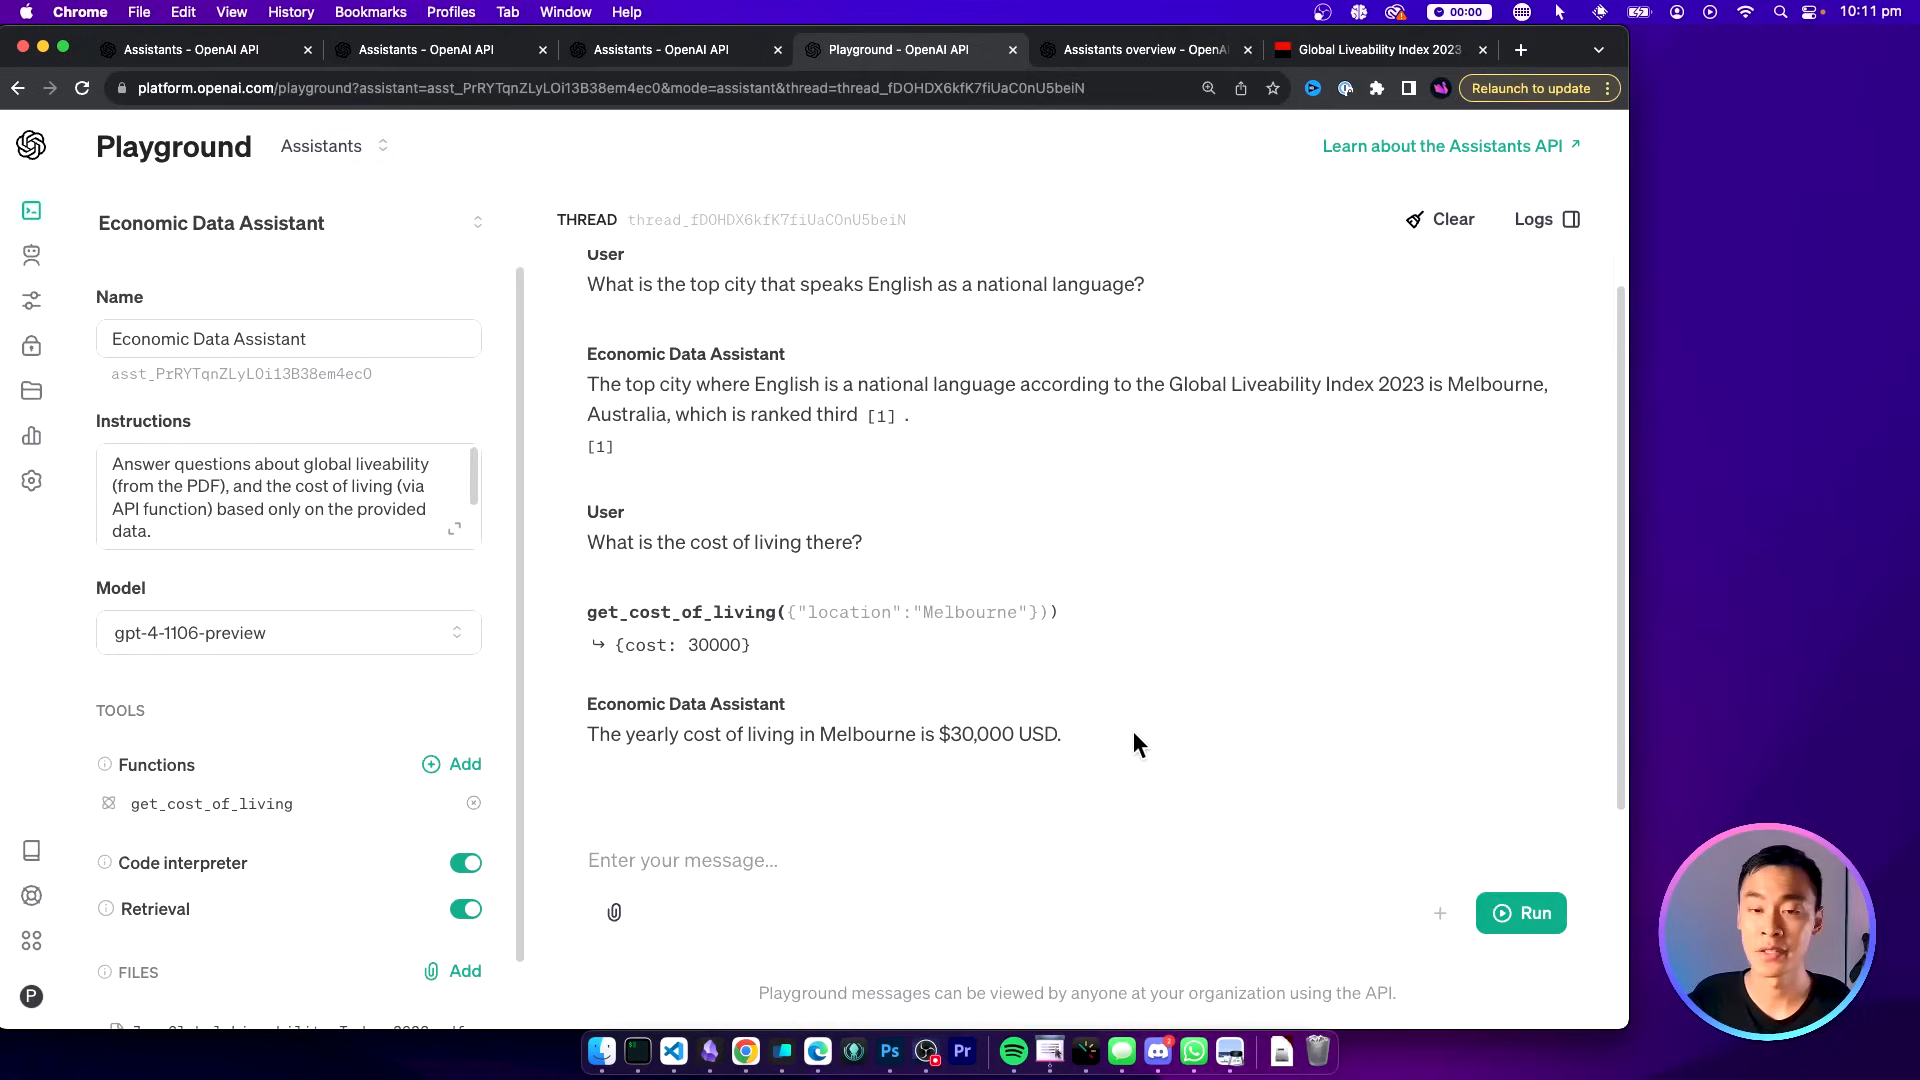 Chrome File Edit View History Bookmarks Profiles Tab Window Help 00:00 10:11 pm
Assistants - OpenAI API Assistants - OpenAI API Assistants - OpenAI API Playground - OpenAI API Assistants overview - OpenA Global Liveability Index 2023
platform.openai.com/playground?assistant=asst_PrRYTqnZLyLOi13B38em4ec0&mode=assistant&thread=thread_fDOHDX6kfK7fiUaC0nU5beiN Relaunch to update
Playground Assistants Learn about the Assistants API
Economic Data Assistant
Name
Economic Data Assistant
asst_PrRYTqnZLyLOi13B38em4ec0
Instructions
Answer questions about global liveability
(from the PDF), and the cost of living (via
API function) based only on the provided
data.
Model
gpt-4-1106-preview
TOOLS
Functions Add
get_cost_of_living
Code interpreter
Retrieval
FILES Add
P
THREAD thread_fDOHDX6kfK7fiUaC0nU5beiN Clear Logs
User
What is the top city that speaks English as a national language?
Economic Data Assistant
The top city where English is a national language according to the Global Liveability Index 2023 is Melbourne,
Australia, which is ranked third [1] .
[1]
User
What is the cost of living there?
get_cost_of_living({"location":"Melbourne"})
{cost: 30000}
Economic Data Assistant
The yearly cost of living in Melbourne is $30,000 USD.
Enter your message...
Run
Playground messages can be viewed by anyone at your organization using the API.
Ps Pr 2